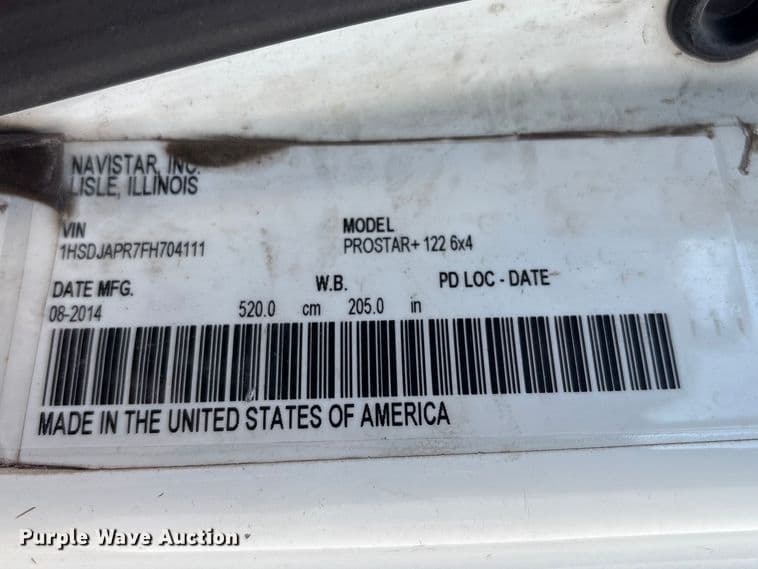 NAVISTAR, INC.
LISLE, ILLINOIS
VIN MODEL
1HSDJAPR7FH704111 PROSTAR+ 122 6x4
DATE MFG. W.B. PD LOC - DATE
08-2014 520.0 cm 205.0 in
MADE IN THE UNITED STATES OF AMERICA
Purple Wave Auction